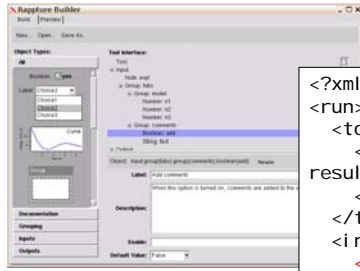 Rappture Builder
Build Preview
New... Open... Save As...
Object Types:
All
Boolean: yes
Label: Choice2
Choice1
Choice2
Choice3
Curve
Group
Documentation
Grouping
Inputs
Outputs
Tool Interface:
Tool
Input
Note: expl
Group: tabs
Group: model
Number: n1
Number: n2
Number: n3
Group: comments
Boolean: add
String: text
Output
Object: input.group(tabs).group(comments).boolean(add)
Label: Add comments
Description: When this option is turned on, comments are added to the
Enable:
Default Value: False
<?xml
<run>
<to
<
resul
<
</t
<in
<